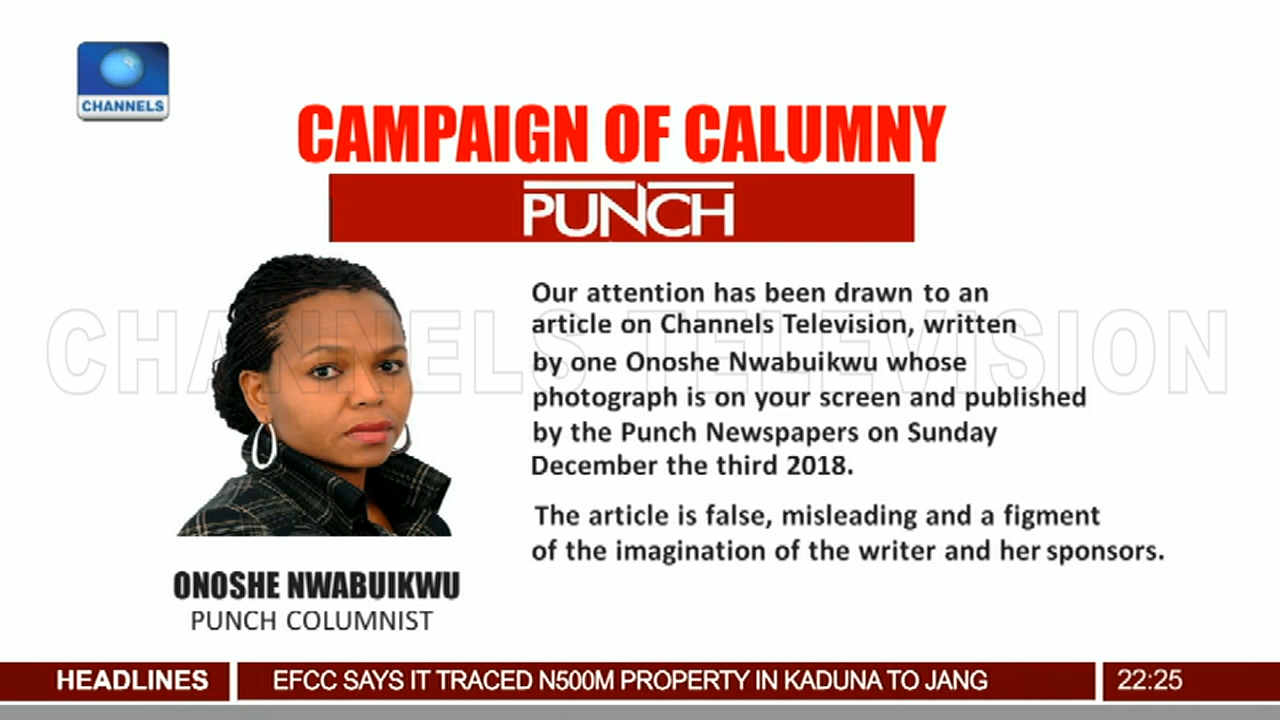 CHANNELS
CAMPAIGN OF CALUMNY
PUNCH
CHANNELS TELEVISION
Our attention has been drawn to an
article on Channels Television, written
by one Onoshe Nwabuikwu whose
photograph is on your screen and published
by the Punch Newspapers on Sunday
December the third 2018.
The article is false, misleading and a figment
of the imagination of the writer and her sponsors.
ONOSHE NWABUIKWU
PUNCH COLUMNIST
HEADLINES EFCC SAYS IT TRACED N500M PROPERTY IN KADUNA TO JANG 22:25